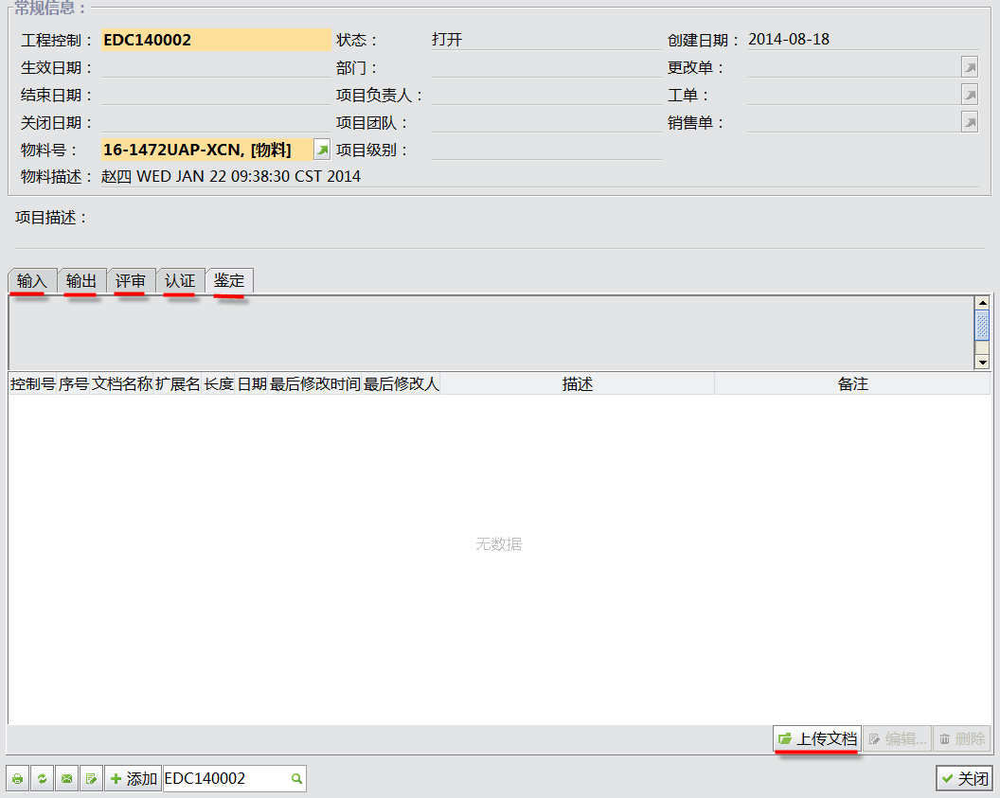 常规信息：
工程控制： EDC140002 状态： 打开 创建日期： 2014-08-18
生效日期： 部门： 更改单：
结束日期： 项目负责人： 工单：
关闭日期： 项目团队： 销售单：
物料号： 16-1472UAP-XCN, [物料] 项目级别：
物料描述： 赵四 WED JAN 22 09:38:30 CST 2014
项目描述：
输入 输出 评审 认证 鉴定
控制号 序号 文档名称 扩展名 长度 日期 最后修改时间 最后修改人 描述 备注
无数据
上传文档 编辑... 删除
添加 EDC140002 关闭